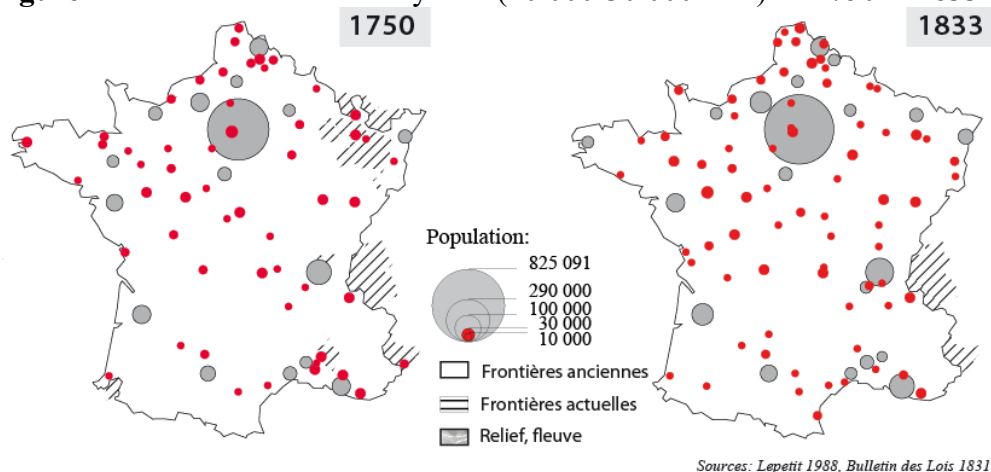 1750
1833
Population:
825 091
290 000
100 000
30 000
10 000
Frontières anciennes
Frontières actuelles
Relief, fleuve
Sources: Lepetit 1988, Bulletin des Lois 1831